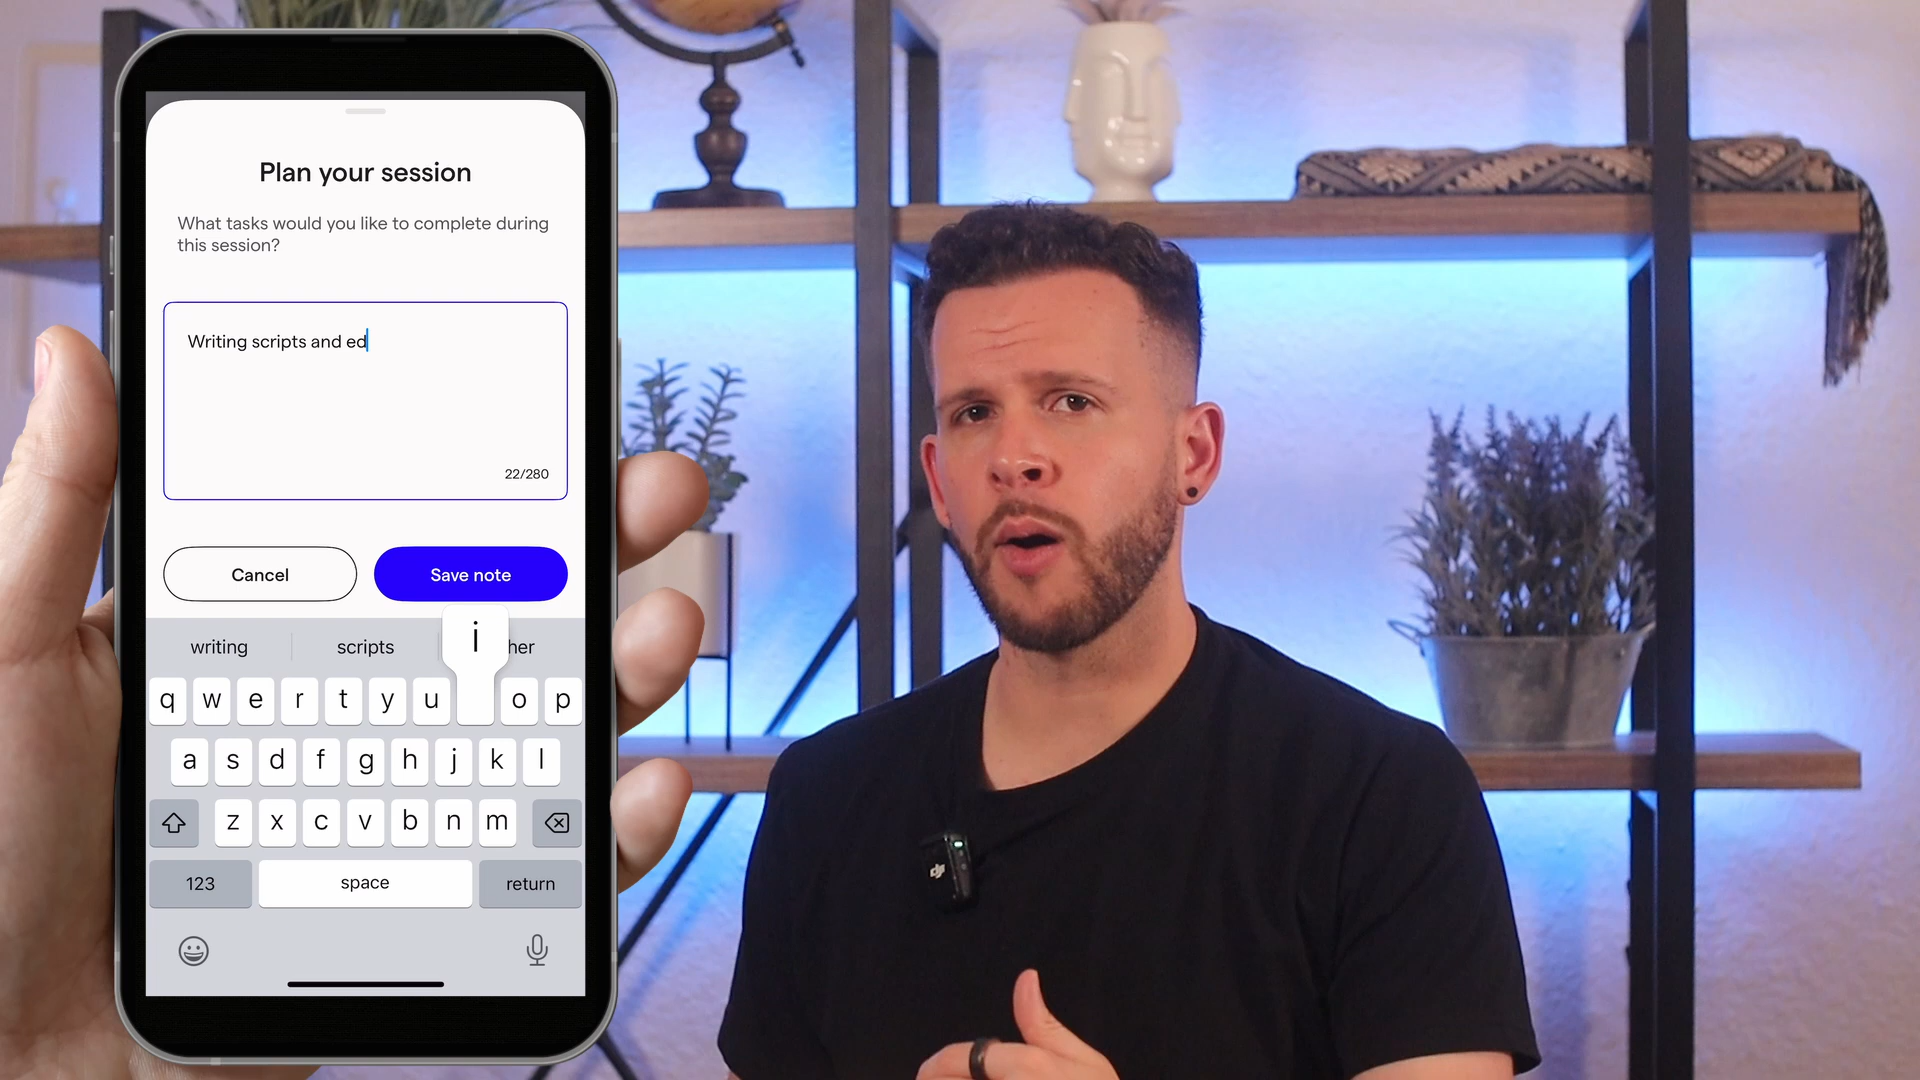 Plan your session
What tasks would you like to complete during
this session?
Writing scripts and ed
22/280
Cancel
Save note
writing
scripts
her
i
q w e r t y u o p
a s d f g h j k l
z x c v b n m
123
space
return
dji